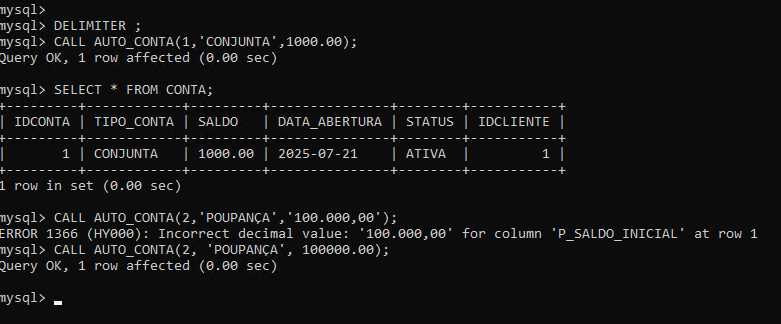 mysql>
mysql> DELIMITER ;
mysql> CALL AUTO_CONTA(1,'CONJUNTA',1000.00);
Query OK, 1 row affected (0.00 sec)
mysql> SELECT * FROM CONTA;
+---------+------------+---------+---------------+--------+-----------+
| IDCONTA | TIPO_CONTA | SALDO   | DATA_ABERTURA | STATUS | IDCLIENTE |
+---------+------------+---------+---------------+--------+-----------+
|       1 | CONJUNTA   | 1000.00 | 2025-07-21    | ATIVA  |         1 |
+---------+------------+---------+---------------+--------+-----------+
1 row in set (0.00 sec)
mysql> CALL AUTO_CONTA(2,'POUPANÇA','100.000,00');
ERROR 1366 (HY000): Incorrect decimal value: '100.000,00' for column 'P_SALDO_INICIAL' at row 1
mysql> CALL AUTO_CONTA(2, 'POUPANÇA', 100000.00);
Query OK, 1 row affected (0.00 sec)
mysql> _